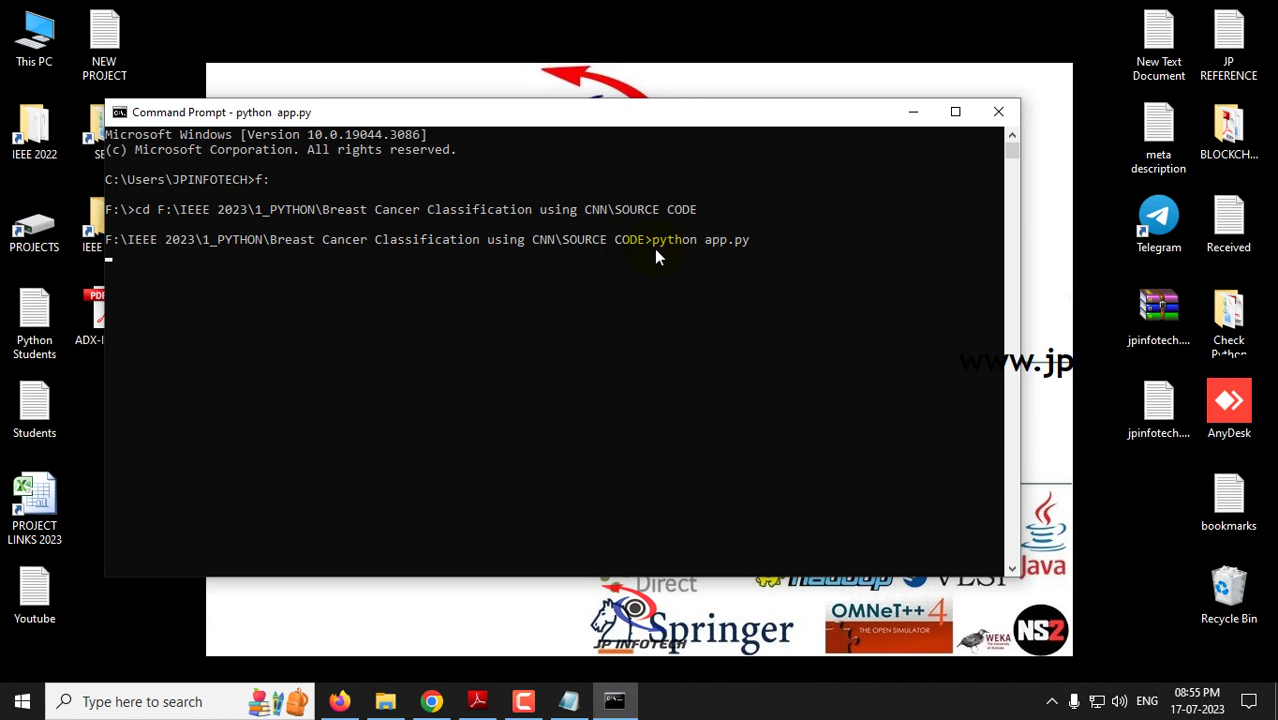 This PC
NEW
PROJECT
New Text
Document
JP
REFERENCE
Command Prompt - python  app.py
Microsoft Windows [Version 10.0.19044.3086]
(c) Microsoft Corporation. All rights reserved.
C:\Users\JPINFOTECH>f:
F:\>cd F:\IEEE 2023\1_PYTHON\Breast Cancer Classification using CNN\SOURCE CODE
F:\IEEE 2023\1_PYTHON\Breast Cancer Classification using CNN\SOURCE CODE>python app.py
IEEE 2022
SE
meta
description
BLOCKCH...
PROJECTS
IEEE
Telegram
Received
PDF
Python
Students
ADX-
jpinfotech....
Check
Python
www.jp
Students
jpinfotech....
AnyDesk
PROJECT
LINKS 2023
bookmarks
Java
Direct
hadoop
Youtube
Springer
JP INFOTECH
OMNeT++ 4
THE OPEN SIMULATOR
WEKA
NS2
Recycle Bin
Type here to search
ENG
08:55 PM
17-07-2023